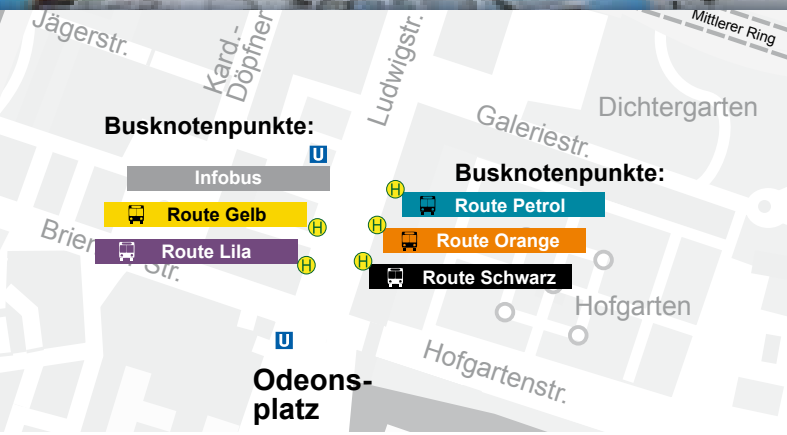 Jägerstr.
Kard.-
Döpfner
Ludwigstr.
Mittlerer Ring
Dichtergarten
Galeriestr.
Busknotenpunkte:
U
Infobus
Route Gelb
H
Route Lila
H
Str.
Busknotenpunkte:
H
Route Petrol
H
Route Orange
H
Route Schwarz
Hofgarten
U
Hofgartenstr.
Odeons-
platz